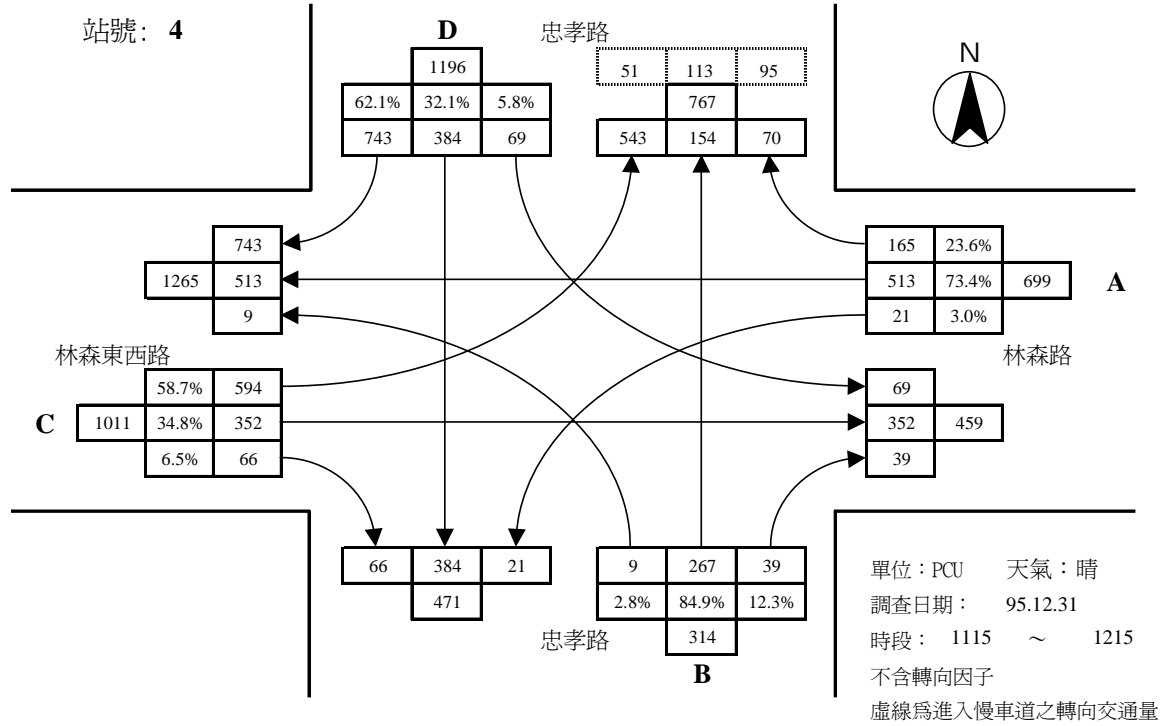 站號: 4
D
忠孝路
N
1196
62.1% 32.1% 5.8%
743 384 69
51 113 95
767
543 154 70
743
1265 513
9
165 23.6%
513 73.4% 699
21 3.0%
A
林森東西路
林森路
58.7% 594
C 1011 34.8% 352
6.5% 66
69
352 459
39
66 384 21
471
9 267 39
2.8% 84.9% 12.3%
314
忠孝路
B
單位：PCU 天氣：晴
調查日期： 95.12.31
時段： 1115 ～ 1215
不含轉向因子
虛線爲進入慢車道之轉向交通量